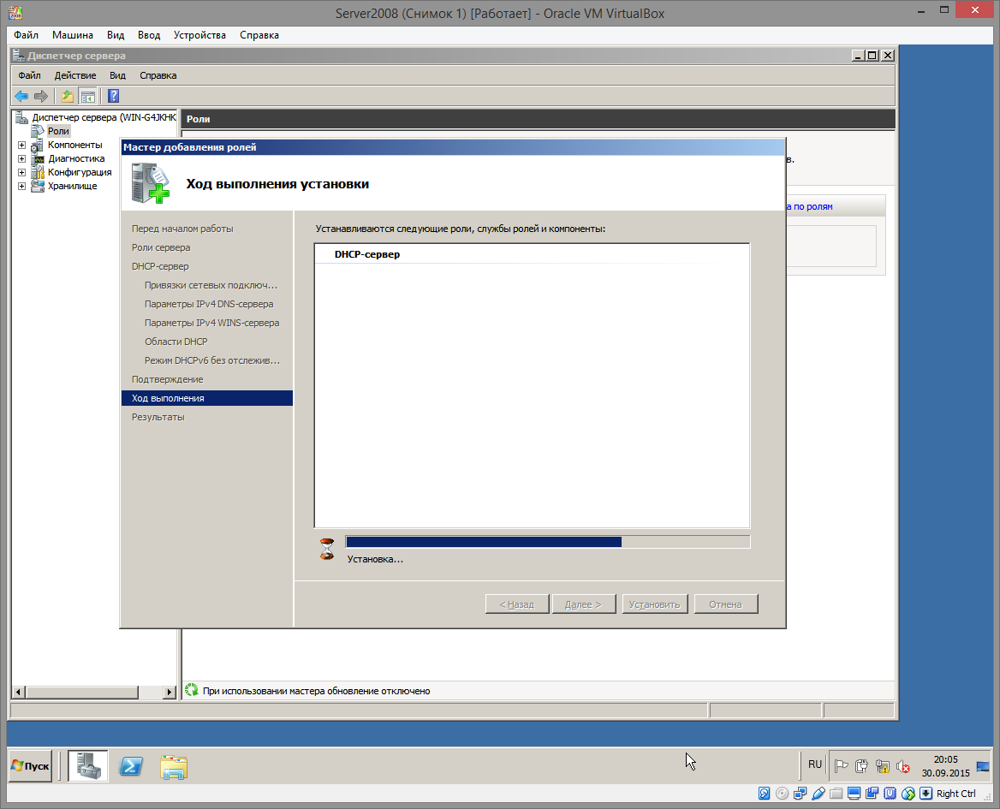 Server2008 (Снимок 1) [Работает] - Oracle VM VirtualBox
Файл Машина Вид Ввод Устройства Справка
Диспетчер сервера
Файл Действие Вид Справка
Диспетчер сервера (WIN-G4JKHK
Роли
Компоненты
Диагностика
Конфигурация
Хранилище
Роли
в.
а по ролям
Мастер добавления ролей
Ход выполнения установки
Перед началом работы
Роли сервера
DHCP-сервер
Привязки сетевых подключ...
Параметры IPv4 DNS-сервера
Параметры IPv4 WINS-сервера
Области DHCP
Режим DHCPv6 без отслежив...
Подтверждение
Ход выполнения
Результаты
Устанавливаются следующие роли, службы ролей и компоненты:
DHCP-сервер
Установка...
< Назад Далее > Установить Отмена
При использовании мастера обновление отключено
Пуск
RU
20:05
30.09.2015
Right Ctrl